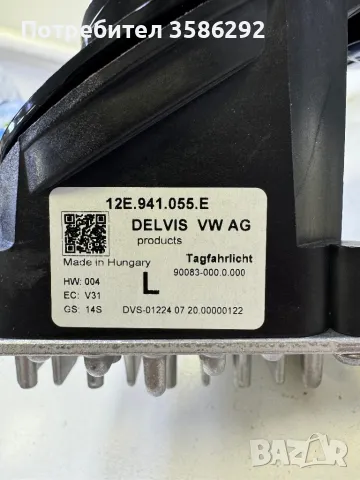 Потребител 3586292
12E.941.055.E
DELVIS VW AG
products
Made in Hungary
Tagfahrlicht
90083-000.0.000
HW: 004
L
EC: V31
GS: 14S
DVS-01224 07 20.00000122
bazar
БАЗАР